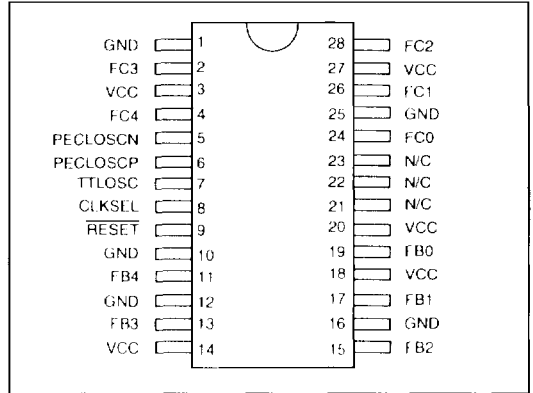 GND 1 28 FC2
FC3 2 27 VCC
VCC 3 26 FC1
FC4 4 25 GND
PECLOSCN 5 24 FC0
PECLOSCP 6 23 N/C
TTLOSC 7 22 N/C
CLKSEL 8 21 N/C
RESET 9 20 VCC
GND 10 19 FB0
FB4 11 18 VCC
GND 12 17 FB1
FB3 13 16 GND
VCC 14 15 FB2